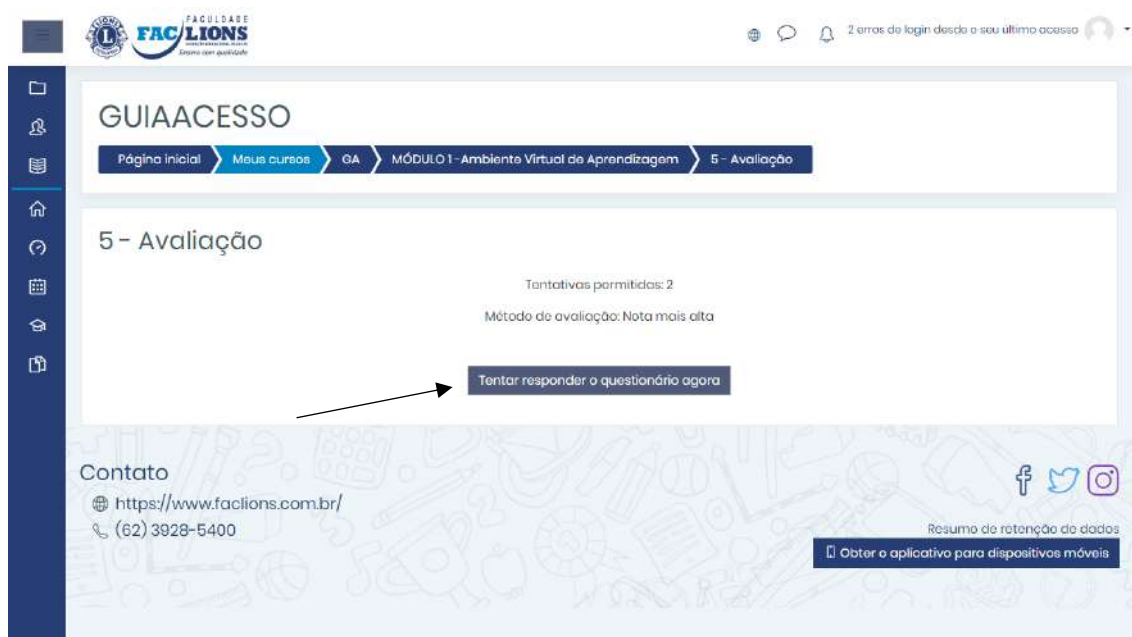 FACULDADE
FAC LIONS
Ensino com qualidade
2 erros de login desde o seu último acesso
GUIAACESSO
Página inicial
Meus cursos
GA
MÓDULO 1 - Ambiente Virtual de Aprendizagem
5 - Avaliação
5 - Avaliação
Tentativas permitidas: 2
Método de avaliação: Nota mais alta
Tentar responder o questionário agora
Contato
https://www.faclions.com.br/
(62) 3928-5400
Resumo de retenção de dados
Obter o aplicativo para dispositivos móveis